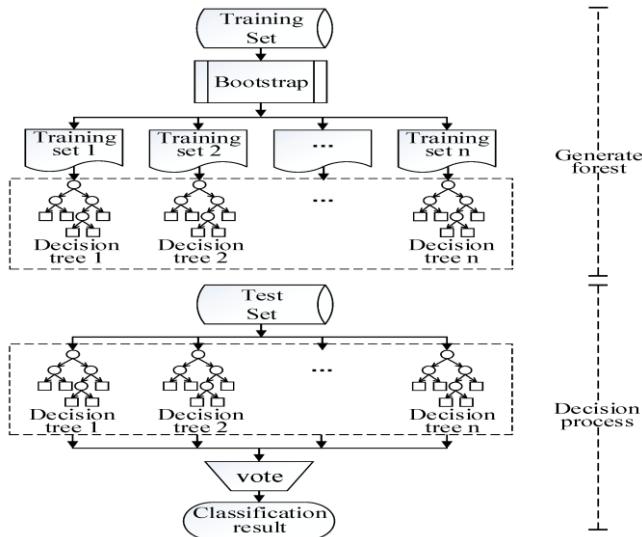 Training
Set
Bootstrap
Training
set 1
Training
set 2
...
Training
set n
Generate
forest
...
Decision
tree 1
Decision
tree 2
Decision
tree n
Test
Set
...
Decision
tree 1
Decision
tree 2
Decision
tree n
Decision
process
vote
Classification
result